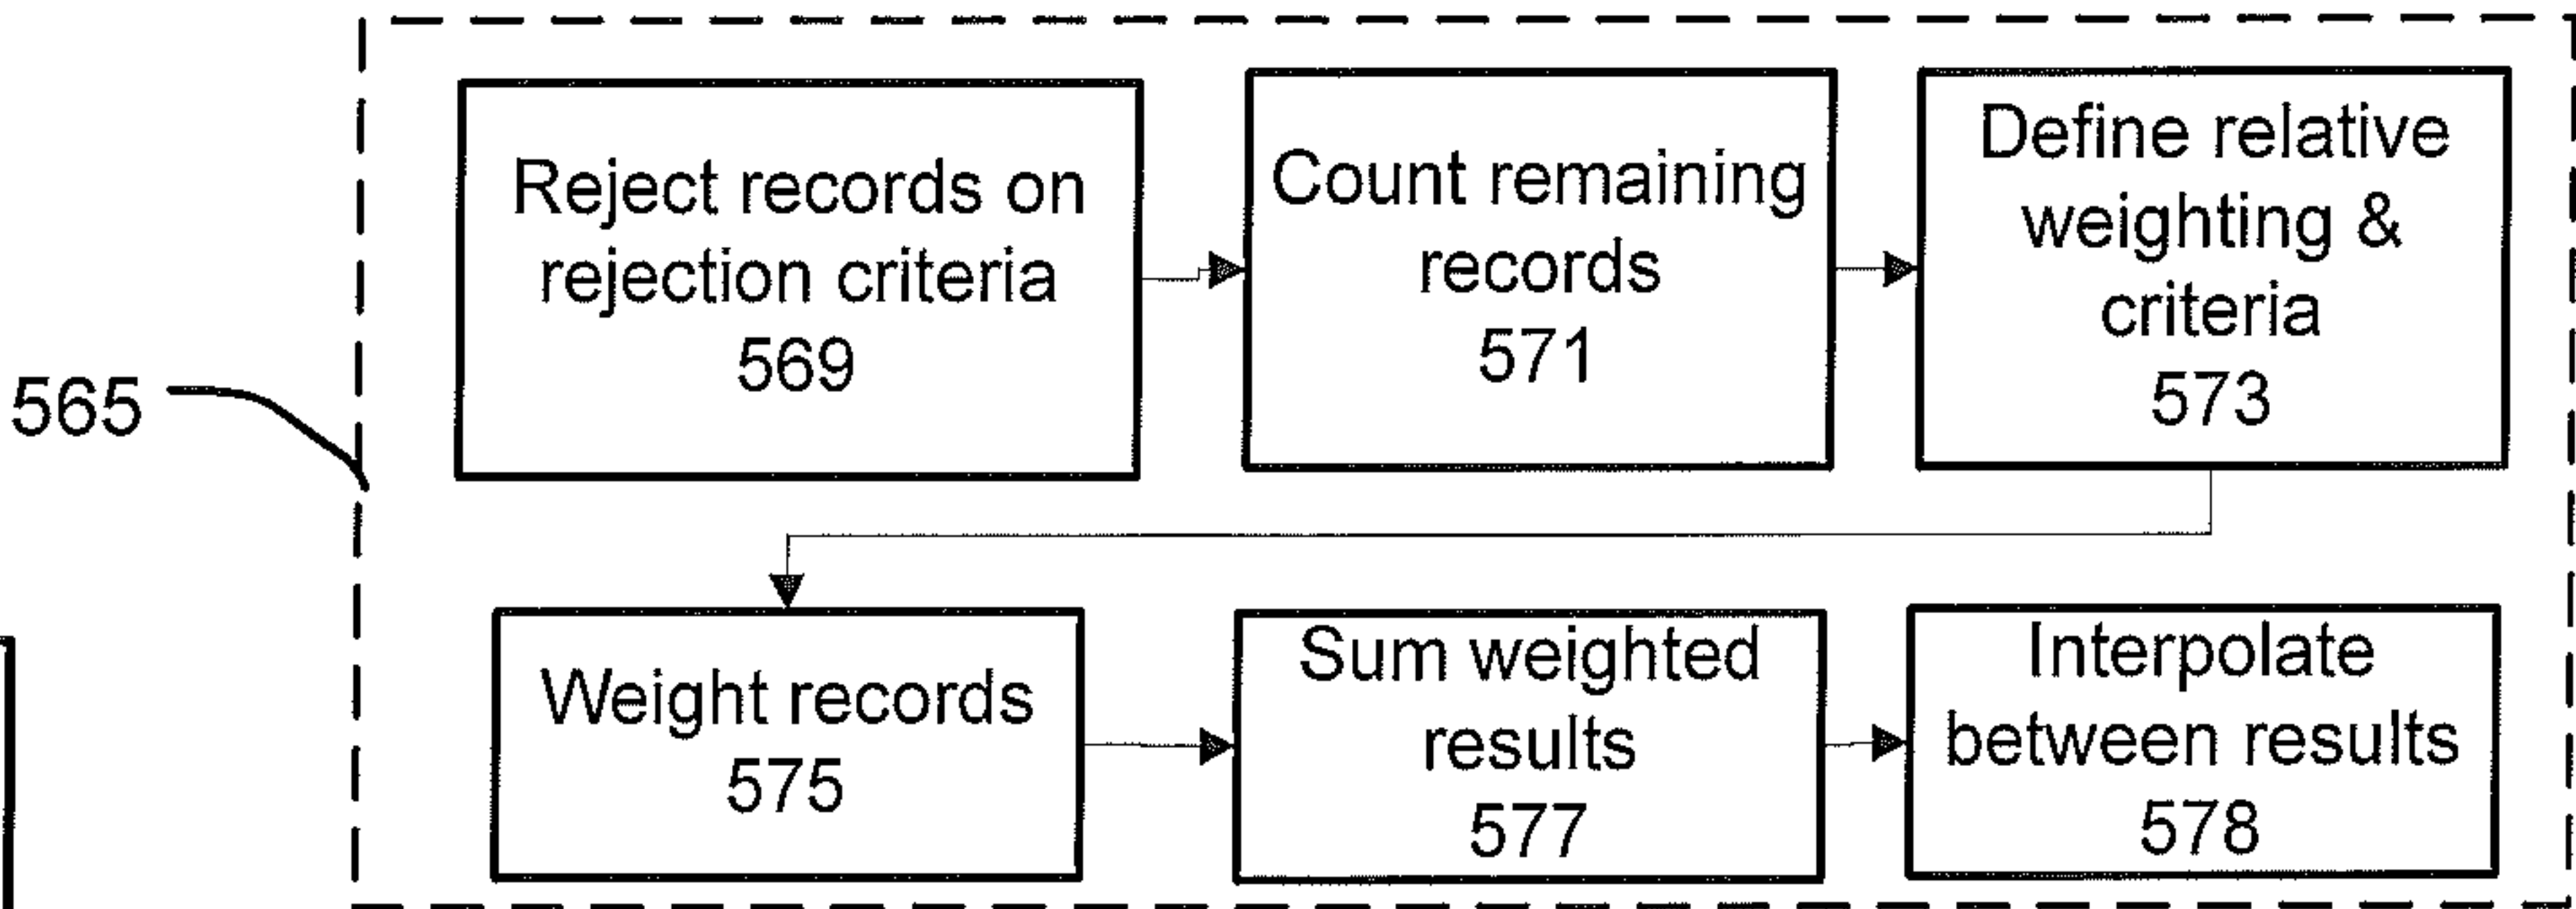 Reject records on
rejection criteria
569
Count remaining
records
571
Define relative
weighting &
criteria
573
565
Weight records
575
Sum weighted
results
577
Interpolate
between results
578